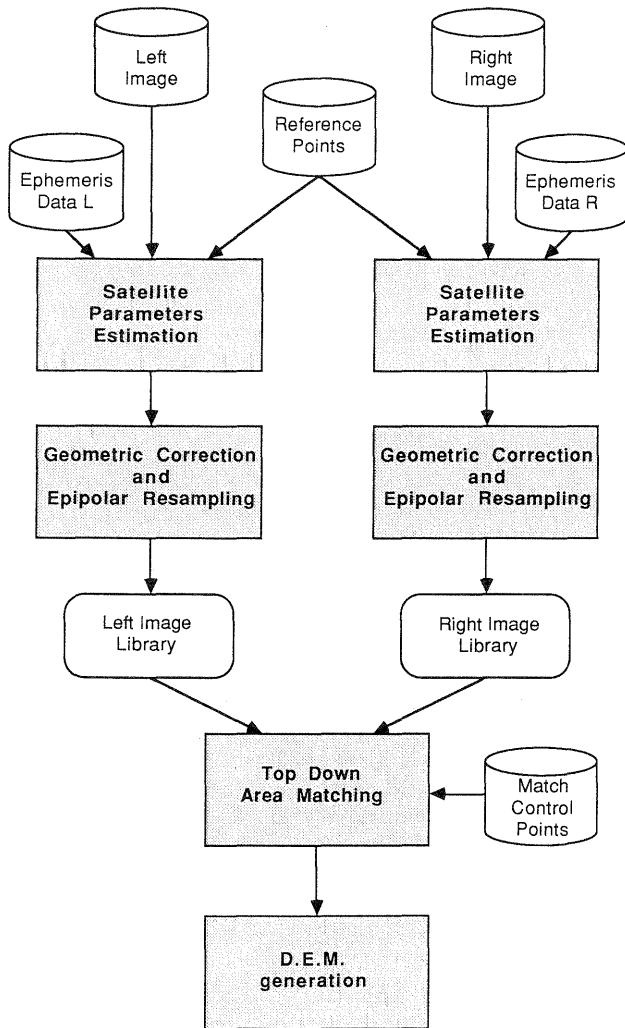 Left
Image
Right
Image
Reference
Points
Ephemeris
Data L
Ephemeris
Data R
Satellite
Parameters
Estimation
Satellite
Parameters
Estimation
Geometric Correction
and
Epipolar Resampling
Geometric Correction
and
Epipolar Resampling
Left Image
Library
Right Image
Library
Top Down
Area Matching
Match
Control
Points
D.E.M.
generation